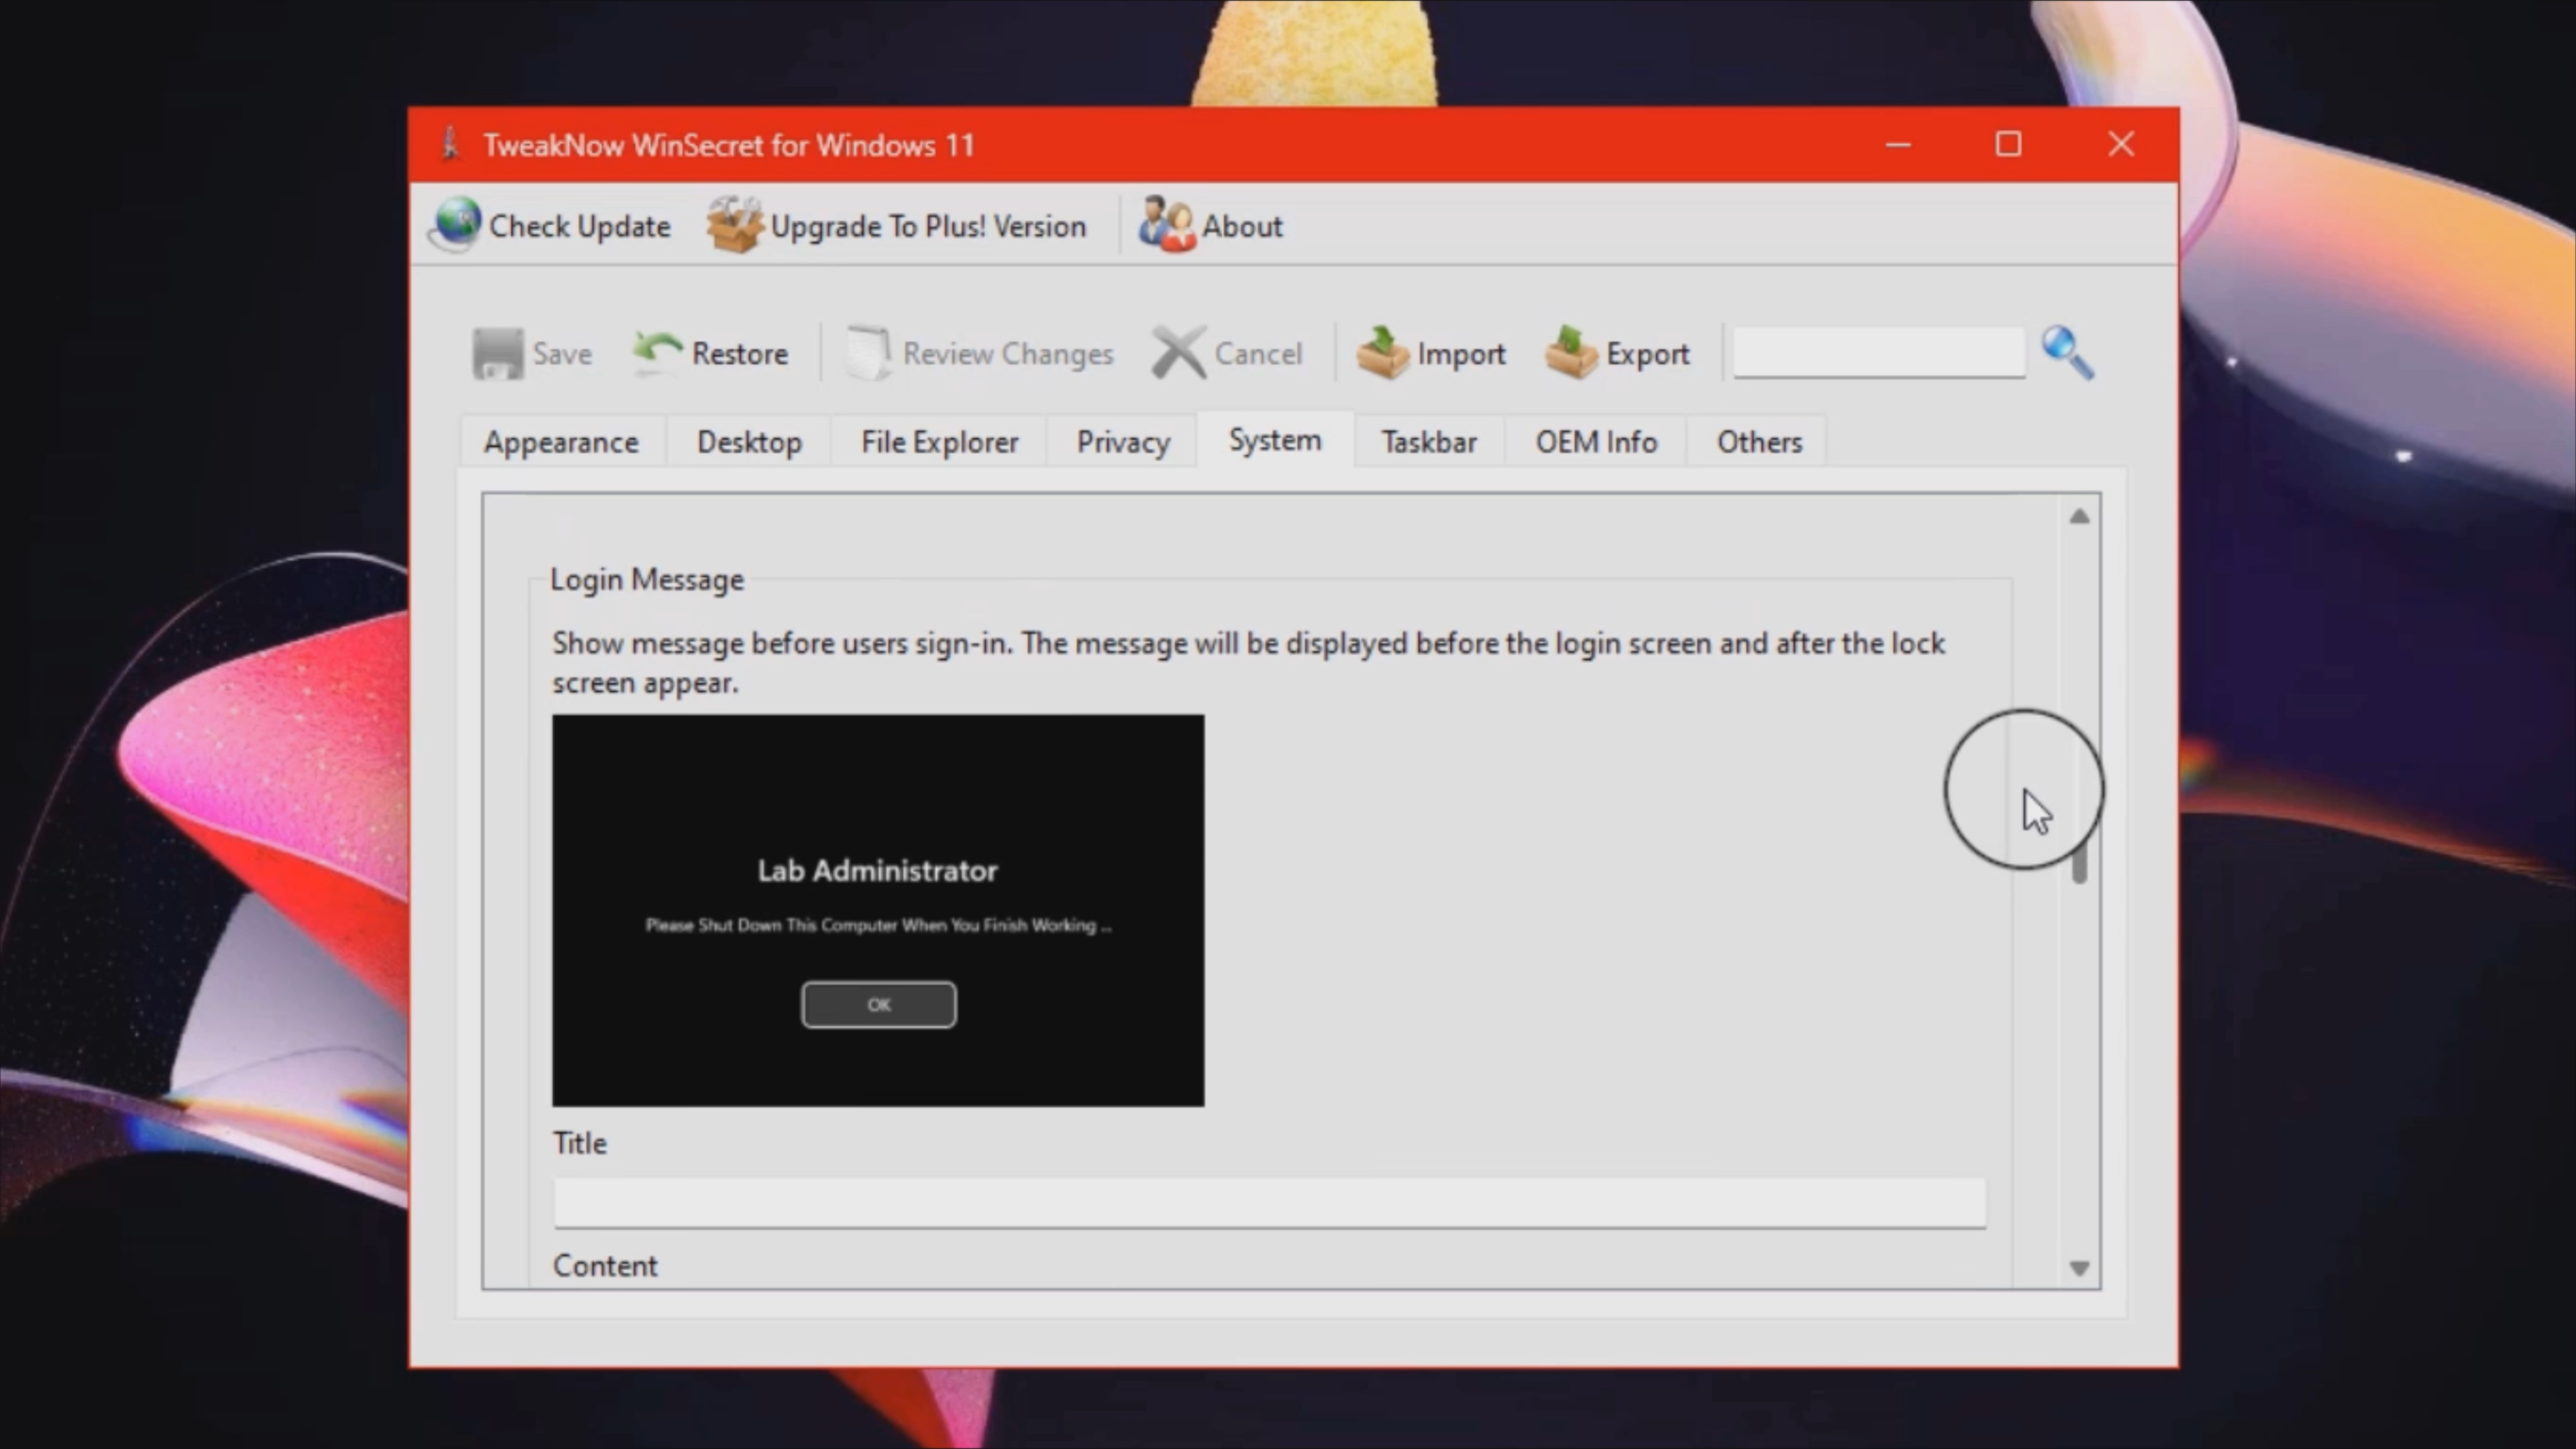 TweakNow WinSecret for Windows 11
Check Update
Upgrade To Plus! Version
About
Save
Restore
Review Changes
Cancel
Import
Export
Appearance
Desktop
File Explorer
Privacy
System
Taskbar
OEM Info
Others
Login Message
Show message before users sign-in. The message will be displayed before the login screen and after the lock
screen appear.
Lab Administrator
Please Shut Down This Computer When You Finish Working ...
OK
Title
Content